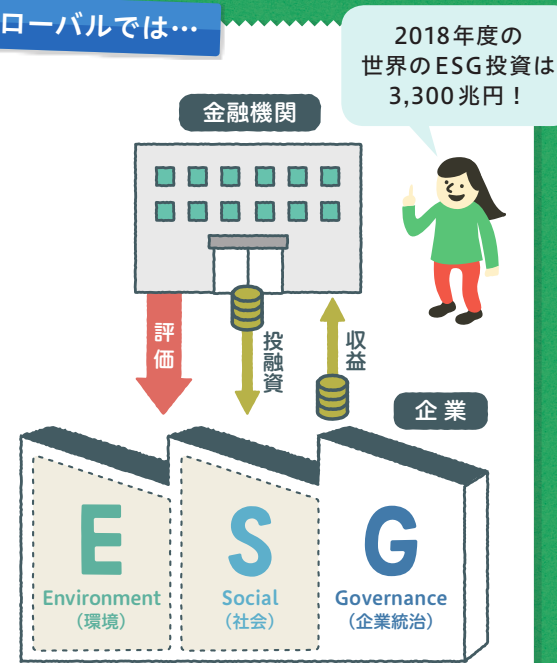 ローバルでは…
2018年度の
世界のESG投資は
3,300兆円！
金融機関
評価
投融資
収益
企業
E
Environment
（環境）
S
Social
（社会）
G
Governance
（企業統治）